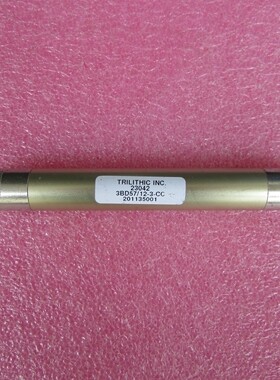 TRILITHIC INC.
23042
3BD57/12-3-CC
201135001